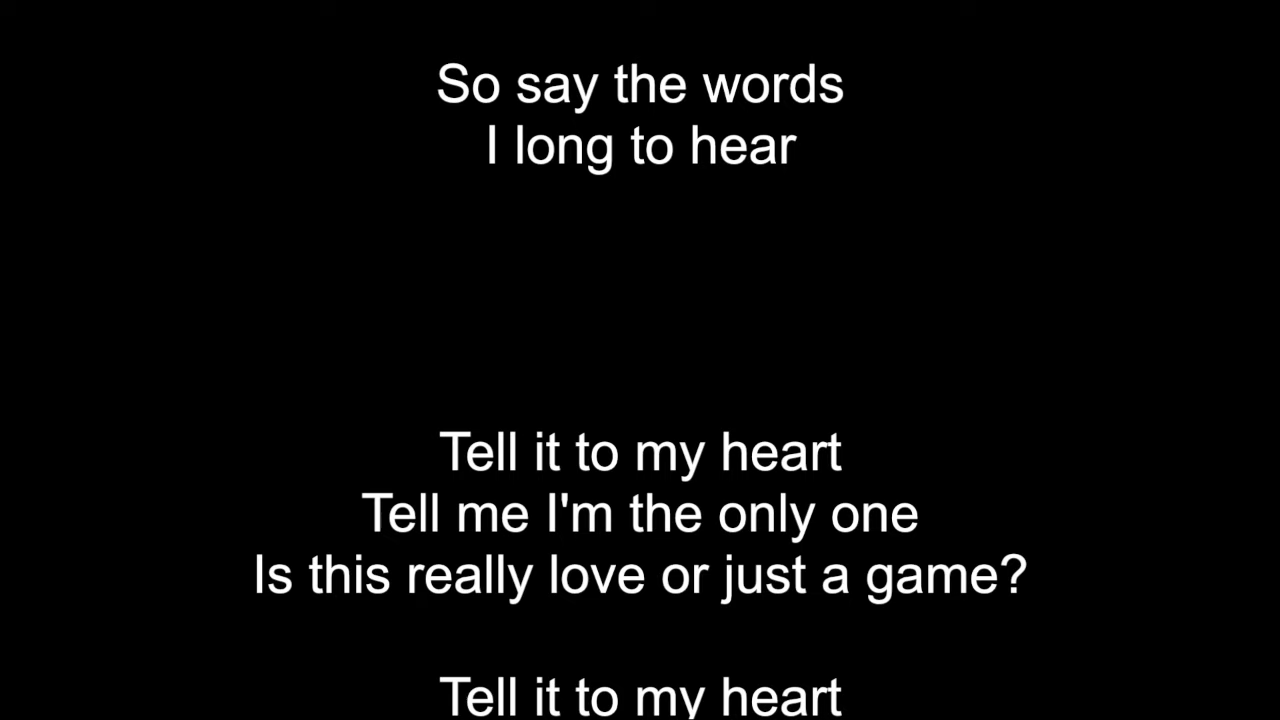 So say the words
I long to hear
Tell it to my heart
Tell me I'm the only one
Is this really love or just a game?
Tell it to my heart